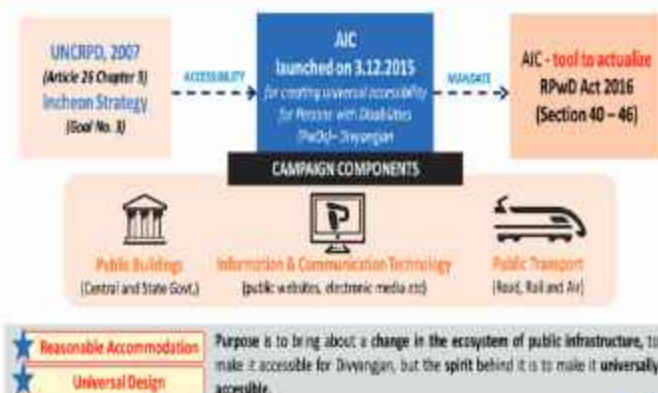 UNCRPD, 2007
(Article 26 Chapter 5)
Incheon Strategy
(Goal No. 3)
ACCESSIBILITY
AIC
launched on 3.12.2015
for creating universal accessibility
for Persons with Disabilities
(PwDs)– Divyangjan
MANDATE
AIC - tool to actualize
RPwD Act 2016
(Section 40 – 46)
CAMPAIGN COMPONENTS
Public Buildings
(Central and State Govt.)
Information & Communication Technology
(public websites, electronic media etc)
Public Transport
(Road, Rail and Air)
Reasonable Accommodation
Universal Design
Purpose is to bring about a change in the ecosystem of public infrastructure, to
make it accessible for Divyangjan, but the spirit behind it is to make it universally
accessible.